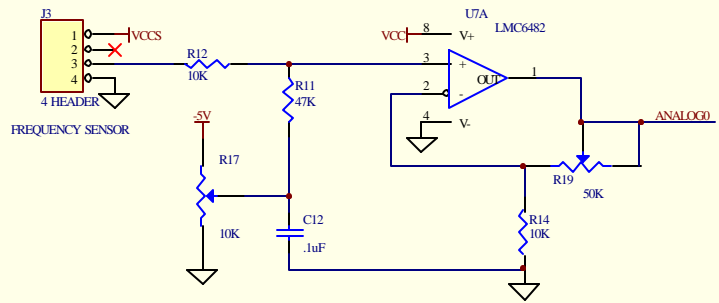 J3
1
2
3
4
VCCS
4 HEADER
FREQUENCY SENSOR
R12
10K
R11
47K
-5V
R17
10K
C12
.1uF
U7A
LMC6482
VCC
8
V+
3
+
OUT
1
2
-
4
V-
ANALOG0
R19
50K
R14
10K